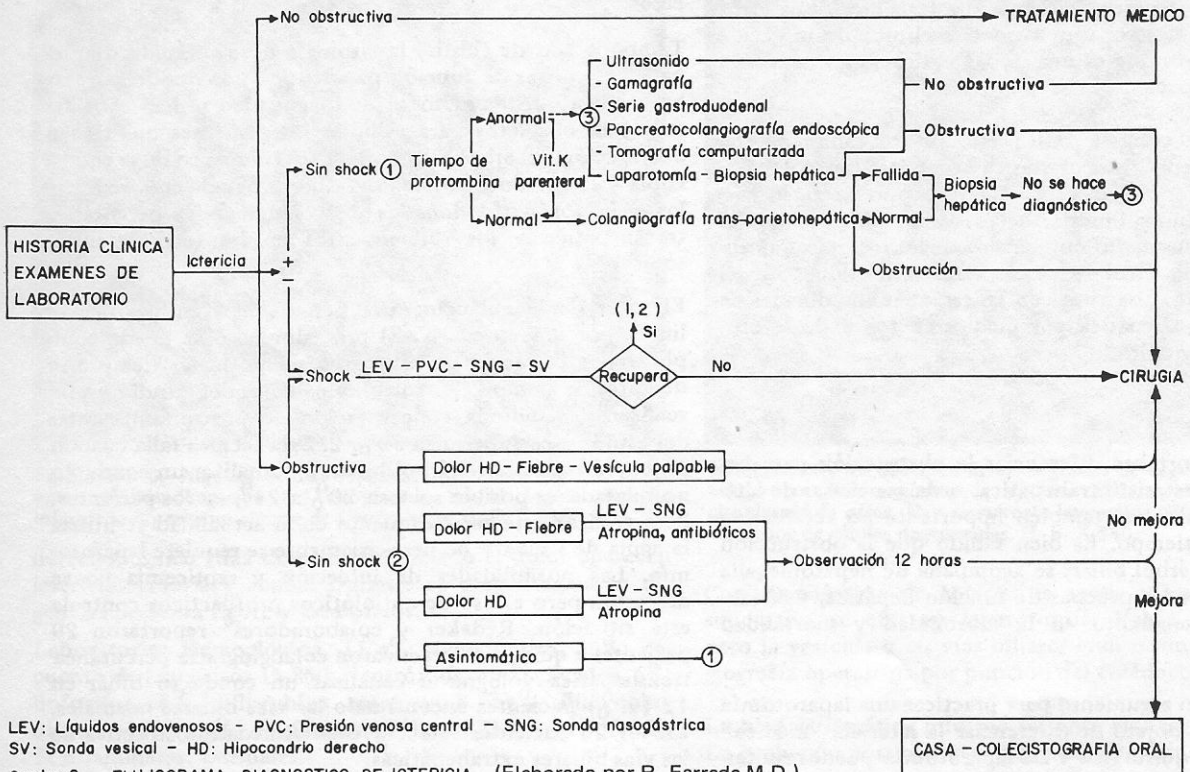 No obstructiva
TRATAMIENTO MEDICO
Ultrasonido
- Gamagrafía
- Serie gastroduodenal
- Pancreatocolangiografía endoscópica
- Tomografía computarizada
Laparotomía - Biopsia hepática
No obstructiva
Obstructiva
Anormal
③
Sin shock ①
Tiempo de protrombina
Vit. K parenteral
Normal
Colangiografía trans-parietohepática
Fallida
Normal
Obstrucción
Biopsia hepática
No se hace diagnóstico
③
HISTORIA CLINICA
EXAMENES DE
LABORATORIO
Ictericia
+
-
(1,2)
Si
Shock
LEV - PVC - SNG - SV
Recupera
No
CIRUGIA
Obstructiva
Sin shock ②
Dolor HD - Fiebre - Vesícula palpable
Dolor HD - Fiebre
LEV - SNG
Atropina, antibióticos
Observación 12 horas
No mejora
Mejora
Dolor HD
LEV - SNG
Atropina
Asintomático
①
LEV: Líquidos endovenosos - PVC: Presión venosa central - SNG: Sonda nasogástrica
SV: Sonda vesical - HD: Hipocondrio derecho
CASA - COLECISTOGRAFIA ORAL
FLUJOGRAMA DIAGNOSTICO DE ICTERICIA (Elaborado por R. Ferrada M.D.)